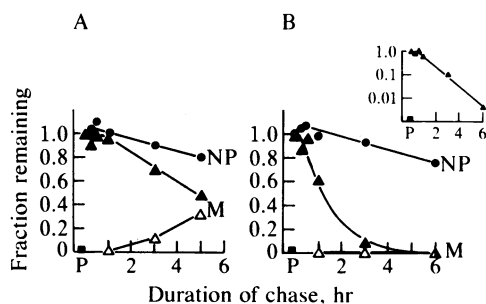 A
B
1.0
0.1
0.01
P 2 4 6
Fraction remaining
1.0
0.8
0.6
0.4
0.2
0
NP
M
P 2 4 6
1.0
0.8
0.6
0.4
0.2
0
NP
M
P 2 4 6
Duration of chase, hr